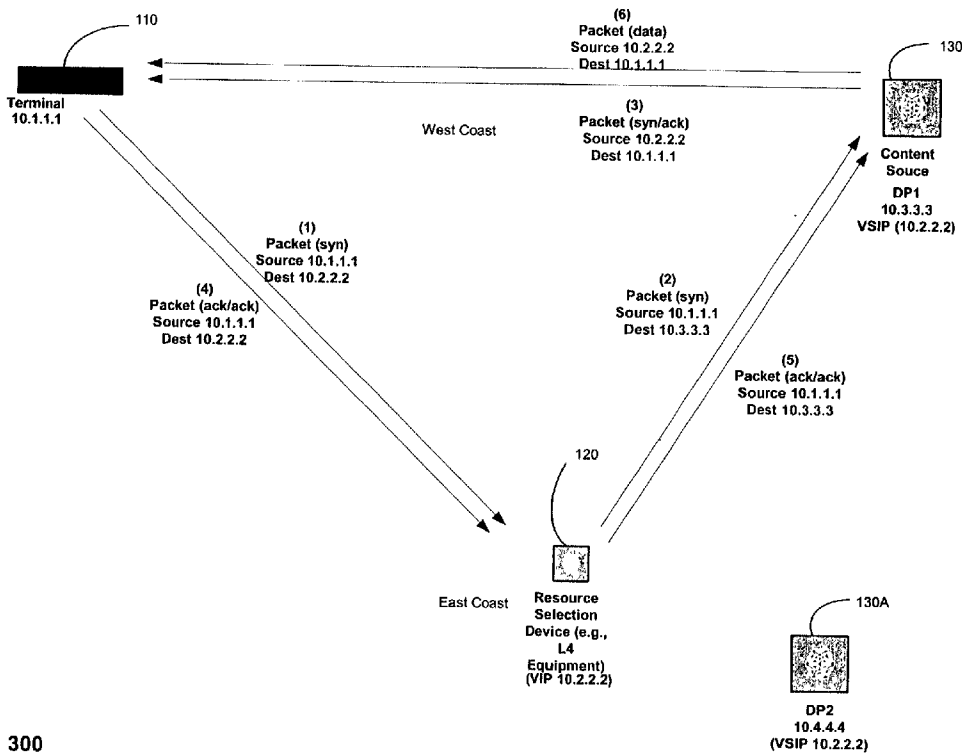 110
Terminal
10.1.1.1
(6)
Packet (data)
Source 10.2.2.2
Dest 10.1.1.1
(3)
Packet (syn/ack)
Source 10.2.2.2
Dest 10.1.1.1
West Coast
130
Content
Souce
DP1
10.3.3.3
VSIP (10.2.2.2)
(1)
Packet (syn)
Source 10.1.1.1
Dest 10.2.2.2
(4)
Packet (ack/ack)
Source 10.1.1.1
Dest 10.2.2.2
(2)
Packet (syn)
Source 10.1.1.1
Dest 10.3.3.3
(5)
Packet (ack/ack)
Source 10.1.1.1
Dest 10.3.3.3
120
East Coast
Resource
Selection
Device (e.g.,
L4
Equipment)
(VIP 10.2.2.2)
130A
DP2
10.4.4.4
(VSIP 10.2.2.2)
300